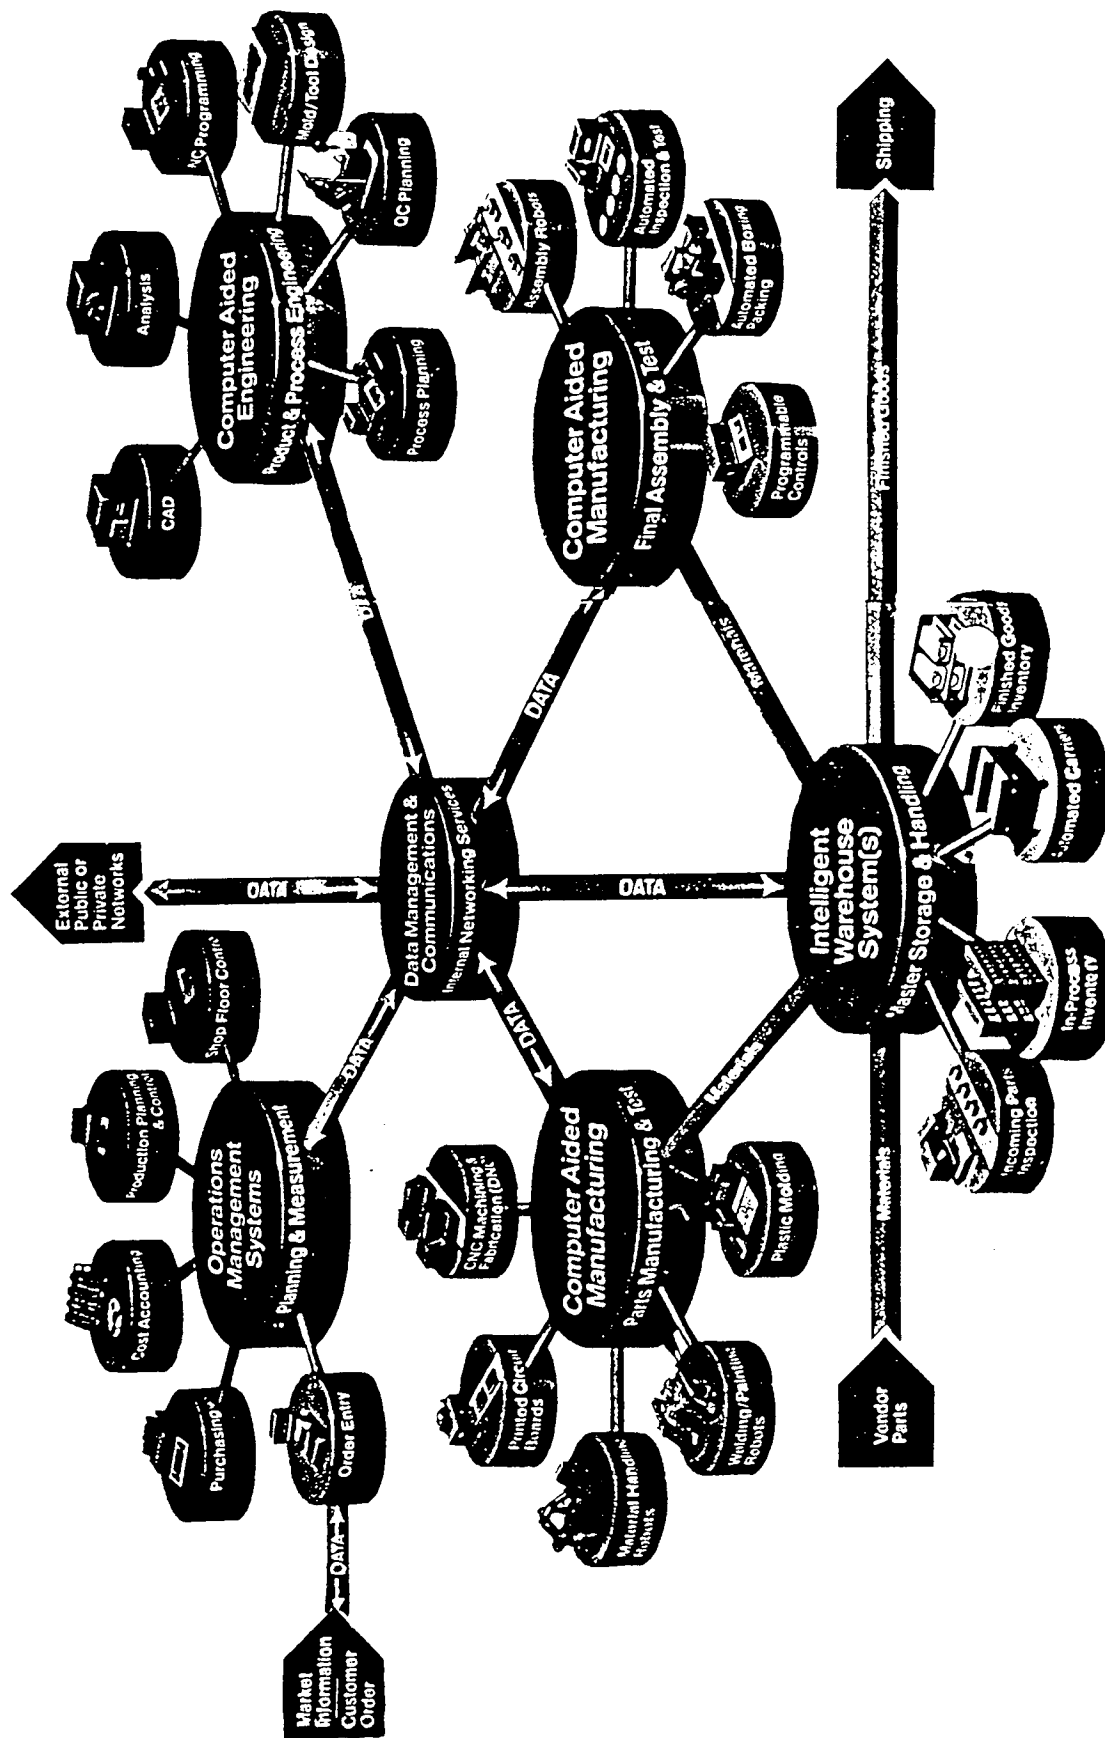 External
Public or
Private
Networks
DATA
Market
Information
Customer
Order
DATA
Order Entry
Purchasing
Cost Accounting
Production Planning
& Control
Shop Floor Control
Operations
Management
Systems
Planning & Measurement
DATA
Data Management &
Communications
Internal Networking Services
CAD
Analysis
NC Programming
Mold/Tool Design
QC Planning
Process Planning
Computer Aided
Engineering
Product & Process Engineering
DATA
DATA
DATA
CNC Machining &
Fabrication (DNC)
Printed Circuit
Boards
Material Handling
Robots
Welding/Painting
Robots
Plastic Molding
Computer Aided
Manufacturing
Parts Manufacturing & Test
DATA
Assembly Robots
Automated
Inspection & Test
Automated Boxing
Packing
Programmable
Controls
Computer Aided
Manufacturing
Final Assembly & Test
Materials
Materials
Intelligent
Warehouse
System(s)
Master Storage & Handling
Vendor
Parts
Materials
Finished Goods
Shipping
Incoming Parts
Inspection
In-Process
Inventory
Automated Carriers
Finished Goods
Inventory